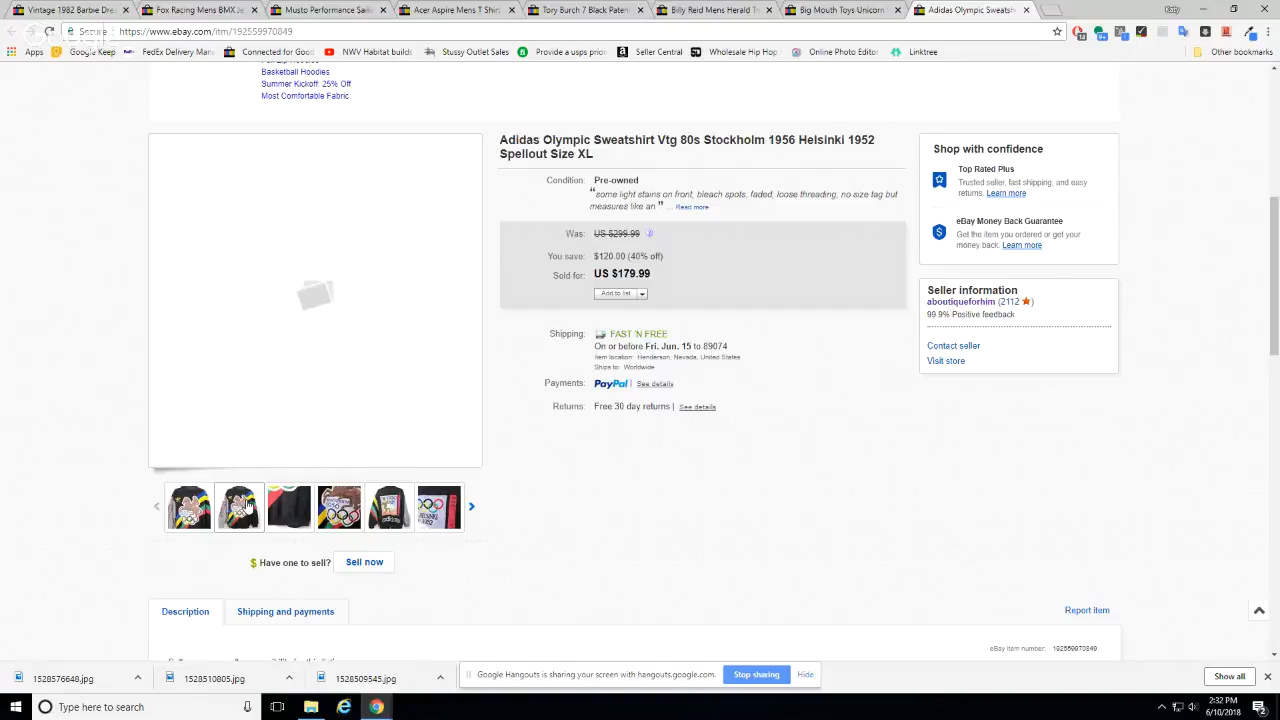 Vintage 1982 Barbie Dre
Fox Racing Mens BMX Je
Musto Performance Saili
Acer Aspire Mens T Shirt
Tory Burch 7 Black Paten
Billy Reid Mens Herald T
Big Mouth Toys Unicorn
Adidas Olympic Sweatsh
Secure
https://www.ebay.com/itm/192559970849
Apps
Google Keep
FedEx Delivery Mana
Connected for Good
NWV Habitat
Stussy Outlet Sales
Provide a usps prior
Seller Central
Wholesale Hip Hop
Online Photo Editor
Linktree
Other bookmarks
Basketball Hoodies
Summer Kickoff: 25% Off
Most Comfortable Fabric
Adidas Olympic Sweatshirt Vtg 80s Stockholm 1956 Helsinki 1952
Spellout Size XL
Condition: Pre-owned
“some light stains on front, bleach spots; faded; loose threading; no size tag but
measures like an ” ... Read more
Was: US $299.99
You save: $120.00 (40% off)
Sold for: US $179.99
Add to list
Shipping: FAST 'N FREE
On or before Fri. Jun. 15 to 89074
Item location: Henderson, Nevada, United States
Ships to: Worldwide
Payments: PayPal | See details
Returns: Free 30 day returns | See details
Shop with confidence
Top Rated Plus
Trusted seller, fast shipping, and easy
returns. Learn more
eBay Money Back Guarantee
Get the item you ordered or get your
money back. Learn more
Seller information
aboutiqueforhim (2112 )
99.9% Positive feedback
Contact seller
Visit store
HELSINKI
1952
$ Have one to sell? Sell now
Description
Shipping and payments
Report item
eBay item number: 192559970849
1528510848.jpg
1528510805.jpg
1528509545.jpg
Google Hangouts is sharing your screen with hangouts.google.com.
Stop sharing
Hide
Show all
Type here to search
2:32 PM
6/10/2018